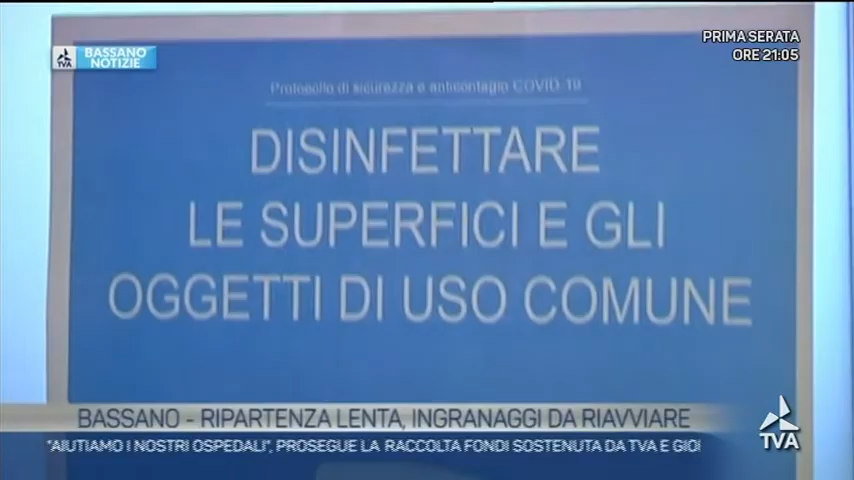 PRIMA SERATA
ORE 21:05
TVA
BASSANO
NOTIZIE
Protocollo di sicurezza e anticontagio COVID 19
DISINFETTARE
LE SUPERFICI E GLI
OGGETTI DI USO COMUNE
BASSANO - RIPARTENZA LENTA, INGRANAGGI DA RIAVVIARE
"AIUTIAMO I NOSTRI OSPEDALI", PROSEGUE LA RACCOLTA FONDI SOSTENUTA DA TVA E GIO
TVA